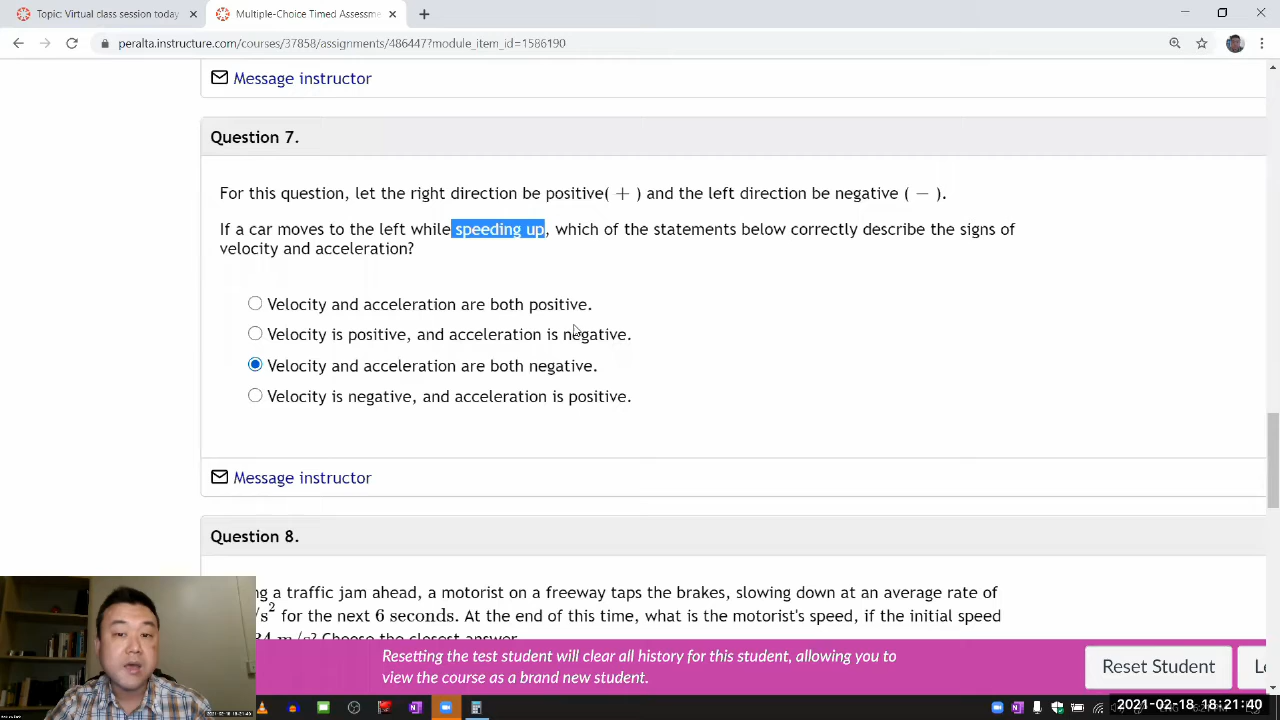 Topic: Virtual class session today
Multiple-Choice Timed Assessme
peralta.instructure.com/courses/37858/assignments/486447?module_item_id=1586190
Message instructor
Question 7.
For this question, let the right direction be positive( + ) and the left direction be negative ( − ).
If a car moves to the left while speeding up, which of the statements below correctly describe the signs of
velocity and acceleration?
Velocity and acceleration are both positive.
Velocity is positive, and acceleration is negative.
Velocity and acceleration are both negative.
Velocity is negative, and acceleration is positive.
Message instructor
Question 8.
a traffic jam ahead, a motorist on a freeway taps the brakes, slowing down at an average rate of
/s² for the next 6 seconds. At the end of this time, what is the motorist's speed, if the initial speed
34 m/s? Choose the closest answer
Resetting the test student will clear all history for this student, allowing you to
view the course as a brand new student.
Reset Student
2021-02-18 18:21:40